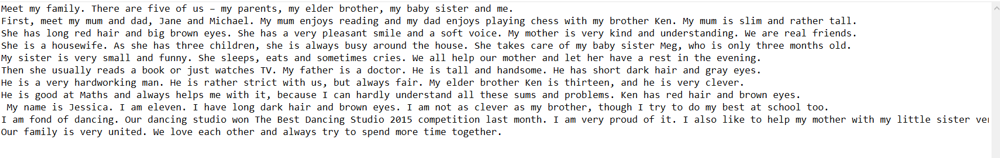 Meet my family. There are five of us – my parents, my elder brother, my baby sister and me.
First, meet my mum and dad, Jane and Michael. My mum enjoys reading and my dad enjoys playing chess with my brother Ken. My mum is slim and rather tall.
She has long red hair and big brown eyes. She has a very pleasant smile and a soft voice. My mother is very kind and understanding. We are real friends.
She is a housewife. As she has three children, she is always busy around the house. She takes care of my baby sister Meg, who is only three months old.
My sister is very small and funny. She sleeps, eats and sometimes cries. We all help our mother and let her have a rest in the evening.
Then she usually reads a book or just watches TV. My father is a doctor. He is tall and handsome. He has short dark hair and gray eyes.
He is a very hardworking man. He is rather strict with us, but always fair. My elder brother Ken is thirteen, and he is very clever.
He is good at Maths and always helps me with it, because I can hardly understand all these sums and problems. Ken has red hair and brown eyes.
My name is Jessica. I am eleven. I have long dark hair and brown eyes. I am not as clever as my brother, though I try to do my best at school too.
I am fond of dancing. Our dancing studio won The Best Dancing Studio 2015 competition last month. I am very proud of it. I also like to help my mother with my little sister
Our family is very united. We love each other and always try to spend more time together.